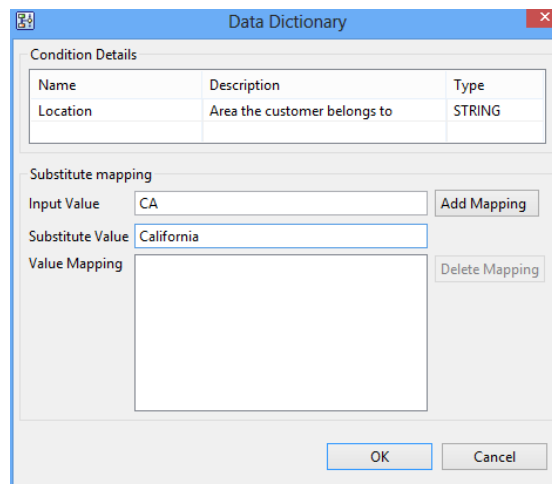 Data Dictionary
Condition Details
Name Description Type
Location Area the customer belongs to STRING
Substitute mapping
Input Value CA Add Mapping
Substitute Value California
Value Mapping Delete Mapping
OK Cancel